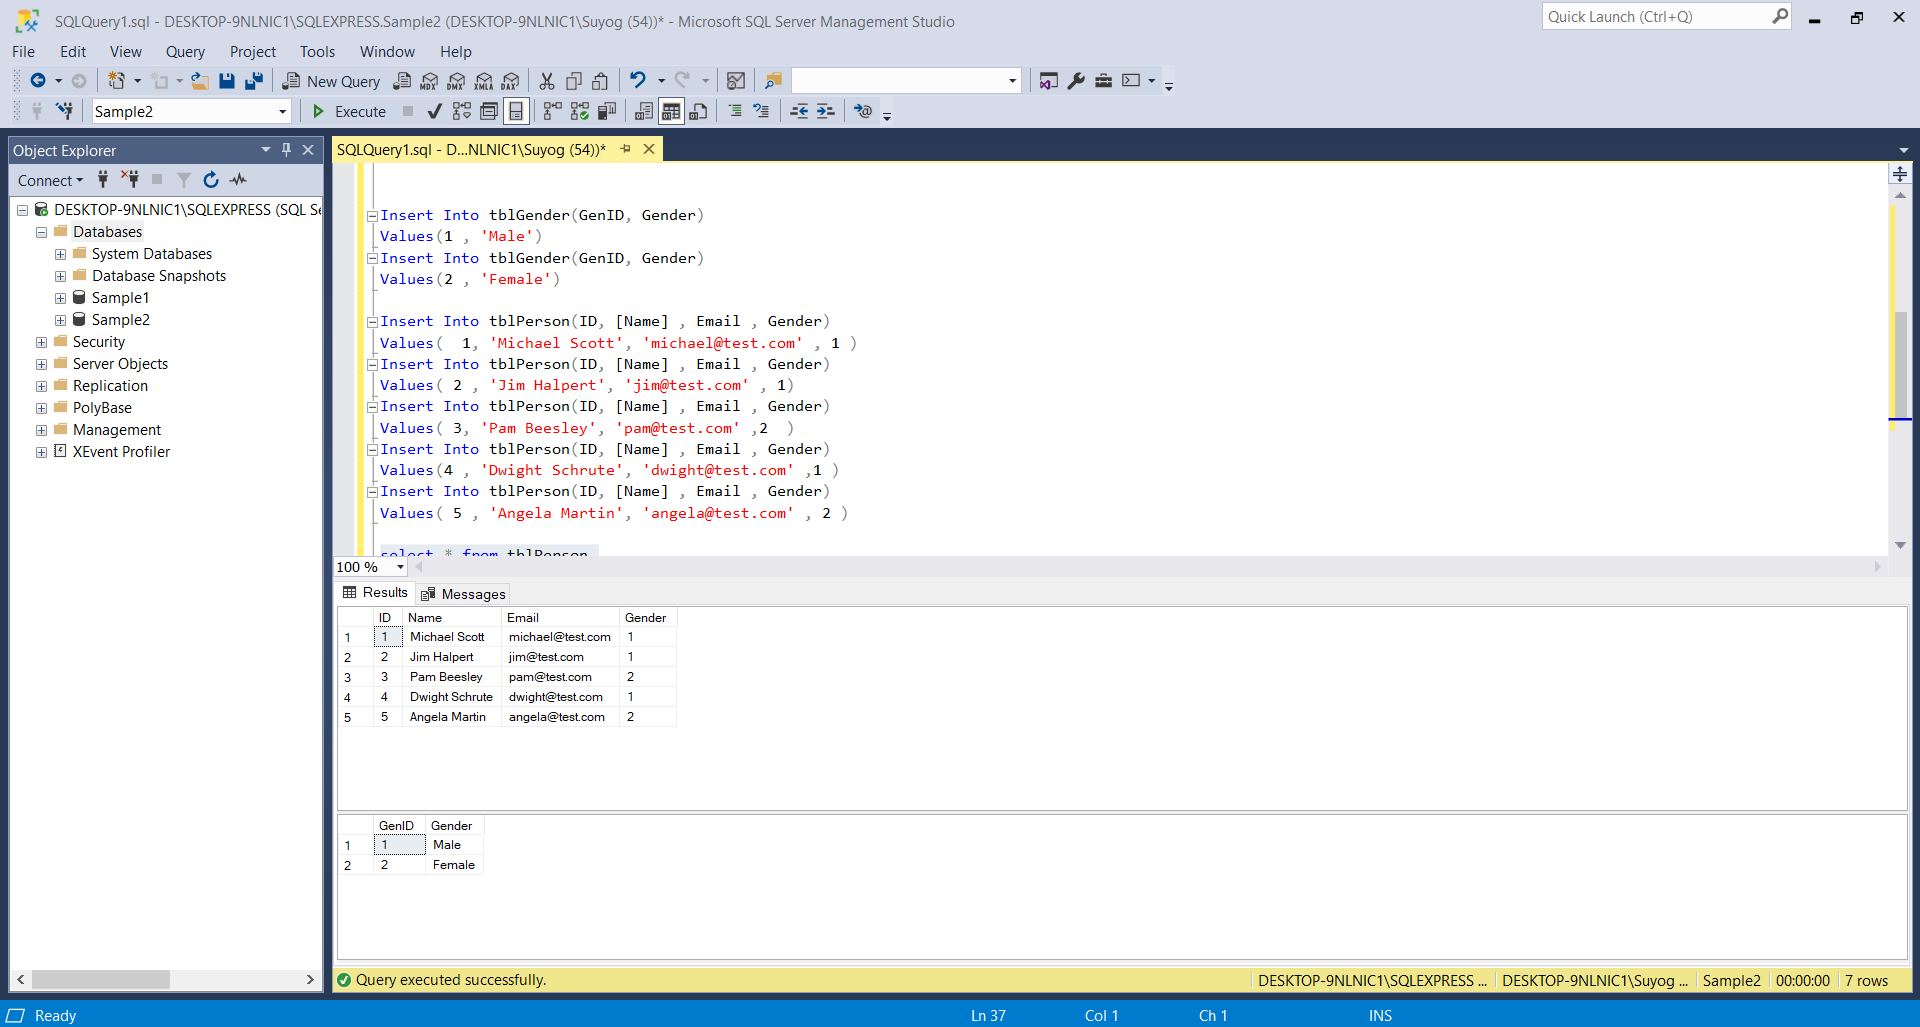 SQLQuery1.sql - DESKTOP-9NLNIC1\SQLEXPRESS.Sample2 (DESKTOP-9NLNIC1\Suyog (54))* - Microsoft SQL Server Management Studio
Quick Launch (Ctrl+Q)
File Edit View Query Project Tools Window Help
New Query MDX DMX XMLA DAX
Sample2 Execute
Object Explorer
Connect
DESKTOP-9NLNIC1\SQLEXPRESS (SQL Se
Databases
System Databases
Database Snapshots
Sample1
Sample2
Security
Server Objects
Replication
PolyBase
Management
XEvent Profiler
SQLQuery1.sql - D...NLNIC1\Suyog (54))*
Insert Into tblGender(GenID, Gender)
Values(1 , 'Male')
Insert Into tblGender(GenID, Gender)
Values(2 , 'Female')
Insert Into tblPerson(ID, [Name] , Email , Gender)
Values(  1, 'Michael Scott', 'michael@test.com' , 1 )
Insert Into tblPerson(ID, [Name] , Email , Gender)
Values( 2 , 'Jim Halpert', 'jim@test.com' , 1)
Insert Into tblPerson(ID, [Name] , Email , Gender)
Values( 3, 'Pam Beesley', 'pam@test.com' ,2  )
Insert Into tblPerson(ID, [Name] , Email , Gender)
Values(4 , 'Dwight Schrute', 'dwight@test.com' ,1 )
Insert Into tblPerson(ID, [Name] , Email , Gender)
Values( 5 , 'Angela Martin', 'angela@test.com' , 2 )
select * from tblPerson
100 %
Results Messages
ID Name Email Gender
1 1 Michael Scott michael@test.com 1
2 2 Jim Halpert jim@test.com 1
3 3 Pam Beesley pam@test.com 2
4 4 Dwight Schrute dwight@test.com 1
5 5 Angela Martin angela@test.com 2
GenID Gender
1 1 Male
2 2 Female
Query executed successfully. DESKTOP-9NLNIC1\SQLEXPRESS ... DESKTOP-9NLNIC1\Suyog ... Sample2 00:00:00 7 rows
Ready Ln 37 Col 1 Ch 1 INS